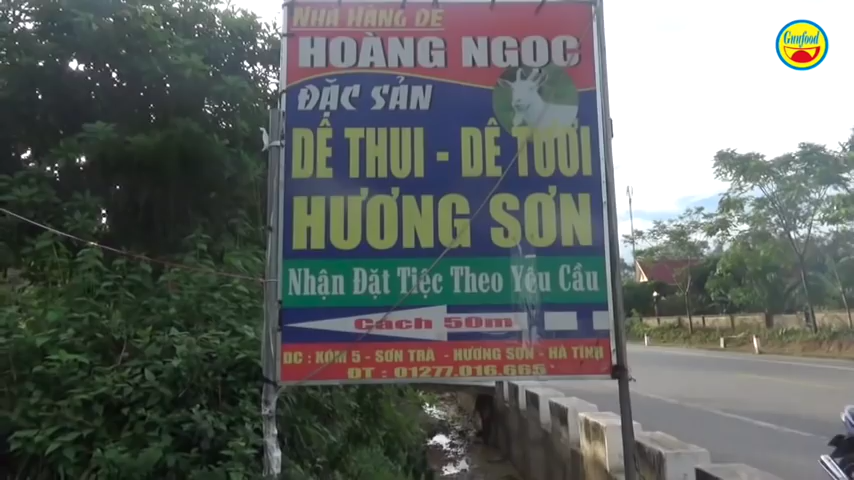 NHÀ HÀNG DÊ
HOÀNG NGỌC
ĐẶC SẢN
DÊ THUI - DÊ TƯƠI
HƯƠNG SƠN
Nhận Đặt Tiệc Theo Yêu Cầu
Cách 50m
ĐC : XÓM 5 - SƠN TRÀ - HƯƠNG SƠN - HÀ TĨNH
ĐT : 01277.016.665
Gunfood